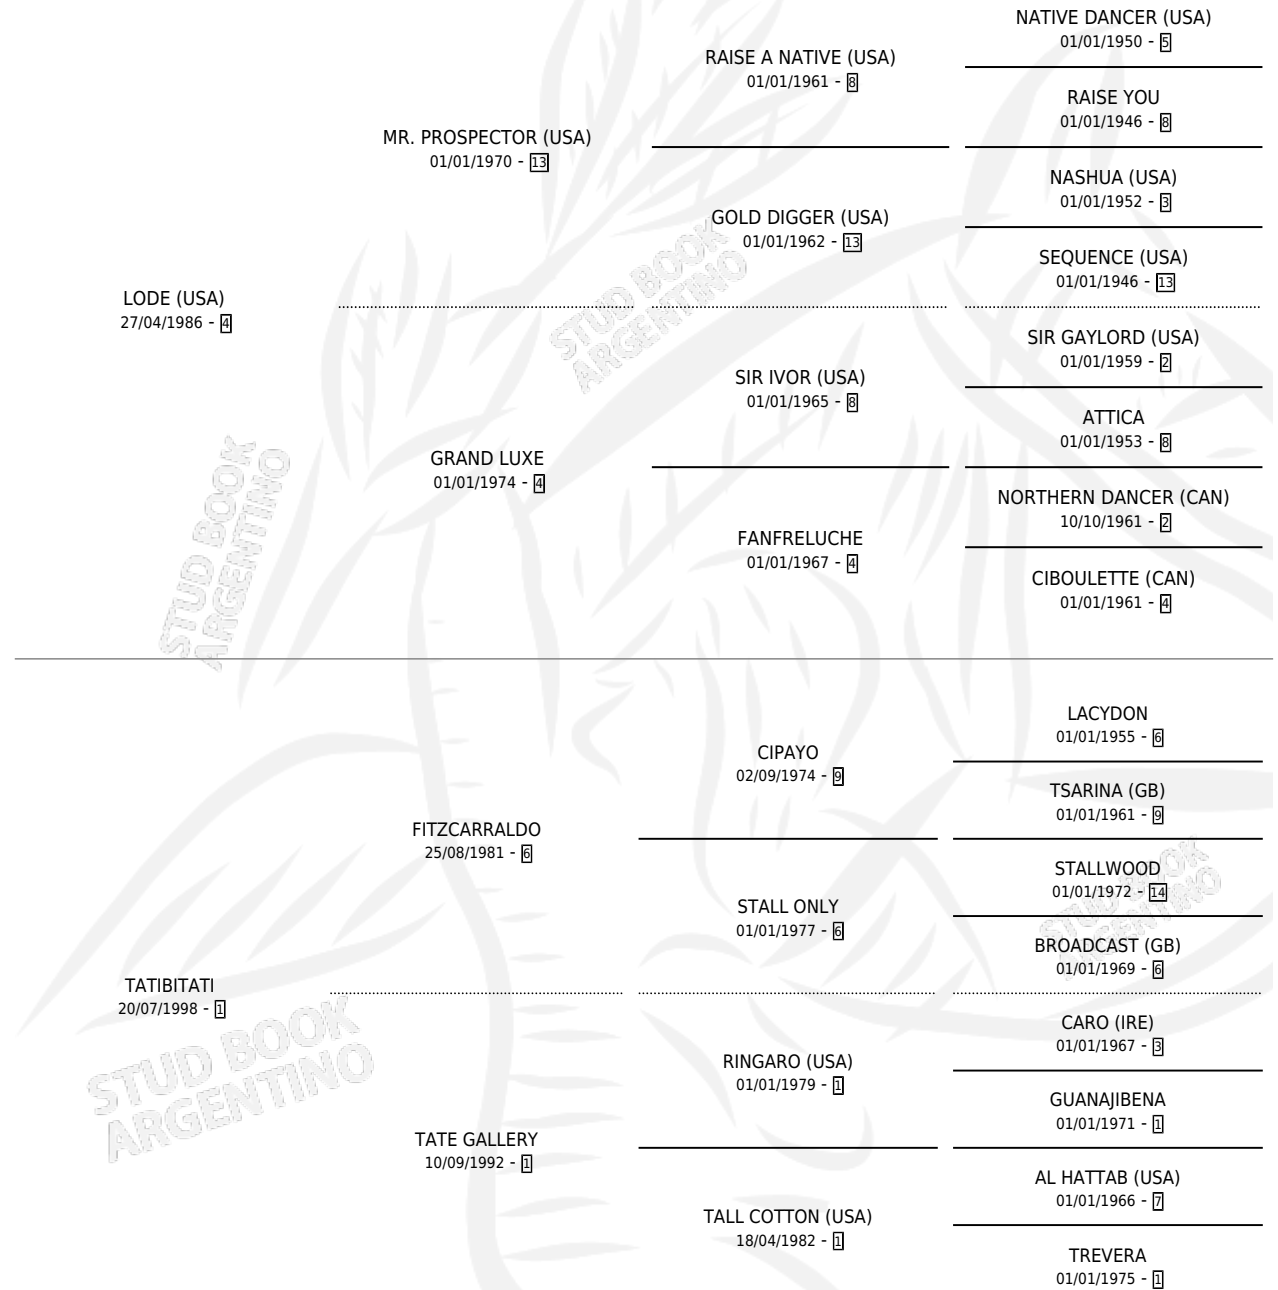 NATIVE DANCER (USA)
01/01/1950 - 5
RAISE A NATIVE (USA)
01/01/1961 - 8
RAISE YOU
01/01/1946 - 8
MR. PROSPECTOR (USA)
01/01/1970 - 13
NASHUA (USA)
01/01/1952 - 3
GOLD DIGGER (USA)
01/01/1962 - 13
SEQUENCE (USA)
01/01/1946 - 13
LODE (USA)
27/04/1986 - 4
SIR GAYLORD (USA)
01/01/1959 - 2
SIR IVOR (USA)
01/01/1965 - 8
ATTICA
01/01/1953 - 8
GRAND LUXE
01/01/1974 - 4
NORTHERN DANCER (CAN)
10/10/1961 - 2
FANFRELUCHE
01/01/1967 - 4
CIBOULETTE (CAN)
01/01/1961 - 4
LACYDON
01/01/1955 - 6
CIPAYO
02/09/1974 - 9
TSARINA (GB)
01/01/1961 - 9
FITZCARRALDO
25/08/1981 - 6
STALLWOOD
01/01/1972 - 14
STALL ONLY
01/01/1977 - 6
BROADCAST (GB)
01/01/1969 - 6
TATIBITATI
20/07/1998 - 1
CARO (IRE)
01/01/1967 - 3
RINGARO (USA)
01/01/1979 - 1
GUANAJIBENA
01/01/1971 - 1
TATE GALLERY
10/09/1992 - 1
AL HATTAB (USA)
01/01/1966 - 7
TALL COTTON (USA)
18/04/1982 - 1
TREVERA
01/01/1975 - 1
STUD BOOK
ARGENTINO
STUD BOOK
ARGENTINO
STUD BOOK
ARGENTINO
STUD BOOK
ARGENTINO